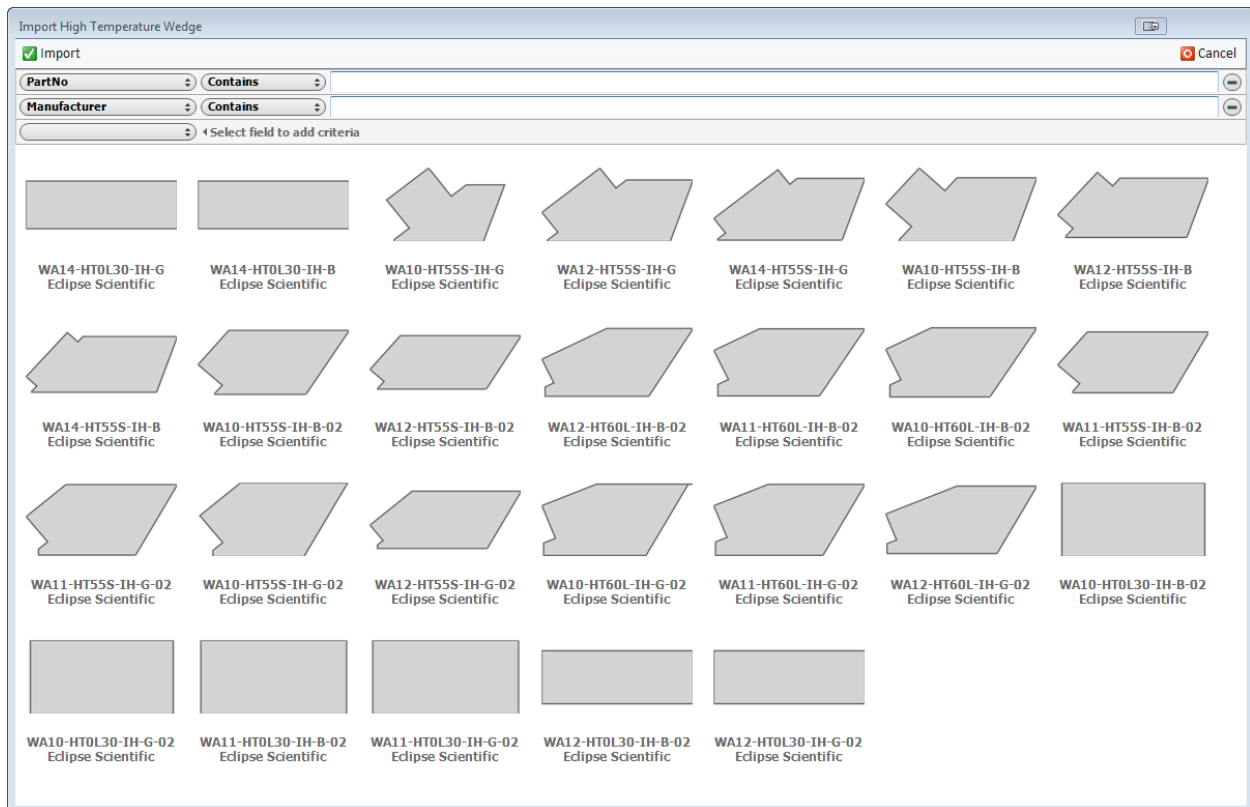 Import High Temperature Wedge
Import Cancel
PartNo Contains
Manufacturer Contains
Select field to add criteria
WA14-HT0L30-IH-G WA14-HT0L30-IH-B WA10-HT55S-IH-G WA12-HT55S-IH-G WA14-HT55S-IH-G WA10-HT55S-IH-B WA12-HT55S-IH-B
Eclipse Scientific Eclipse Scientific Eclipse Scientific Eclipse Scientific Eclipse Scientific Eclipse Scientific Eclipse Scientific
WA14-HT55S-IH-B WA10-HT55S-IH-B-02 WA12-HT55S-IH-B-02 WA12-HT60L-IH-B-02 WA11-HT60L-IH-B-02 WA10-HT60L-IH-B-02 WA11-HT55S-IH-B-02
Eclipse Scientific Eclipse Scientific Eclipse Scientific Eclipse Scientific Eclipse Scientific Eclipse Scientific Eclipse Scientific
WA11-HT55S-IH-G-02 WA10-HT55S-IH-G-02 WA12-HT55S-IH-G-02 WA10-HT60L-IH-G-02 WA11-HT60L-IH-G-02 WA12-HT60L-IH-G-02 WA10-HT0L30-IH-B-02
Eclipse Scientific Eclipse Scientific Eclipse Scientific Eclipse Scientific Eclipse Scientific Eclipse Scientific Eclipse Scientific
WA10-HT0L30-IH-G-02 WA11-HT0L30-IH-B-02 WA11-HT0L30-IH-G-02 WA12-HT0L30-IH-B-02 WA12-HT0L30-IH-G-02
Eclipse Scientific Eclipse Scientific Eclipse Scientific Eclipse Scientific Eclipse Scientific